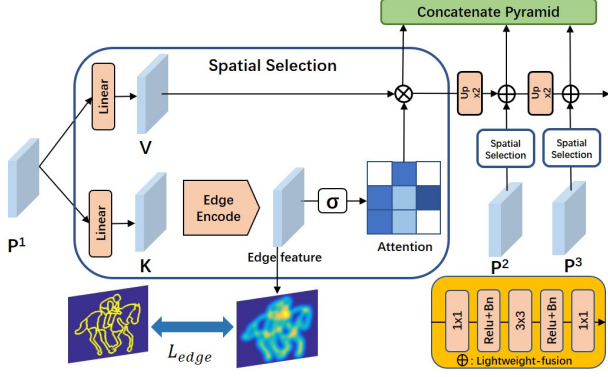 Concatenate Pyramid
Spatial Selection
Linear
V
Up
x2
Up
x2
Spatial
Selection
Spatial
Selection
P¹
Linear
K
Edge
Encode
σ
Edge feature
Attention
P²
P³
L_edge
1x1
Relu+Bn
3x3
Relu+Bn
1x1
⊕: Lightweight-fusion